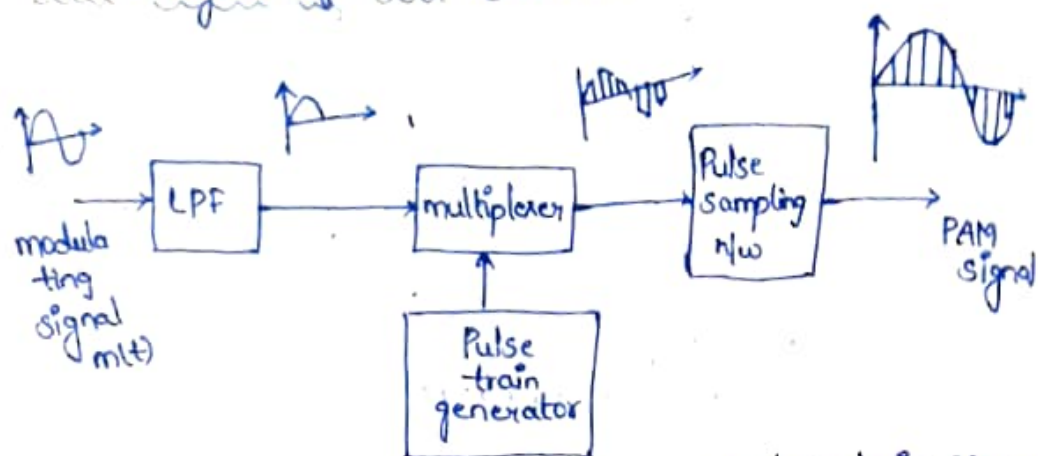 LPF
multiplexer
Pulse
sampling
n/w
modula
ting
signal
m(t)
PAM
signal
Pulse
train
generator